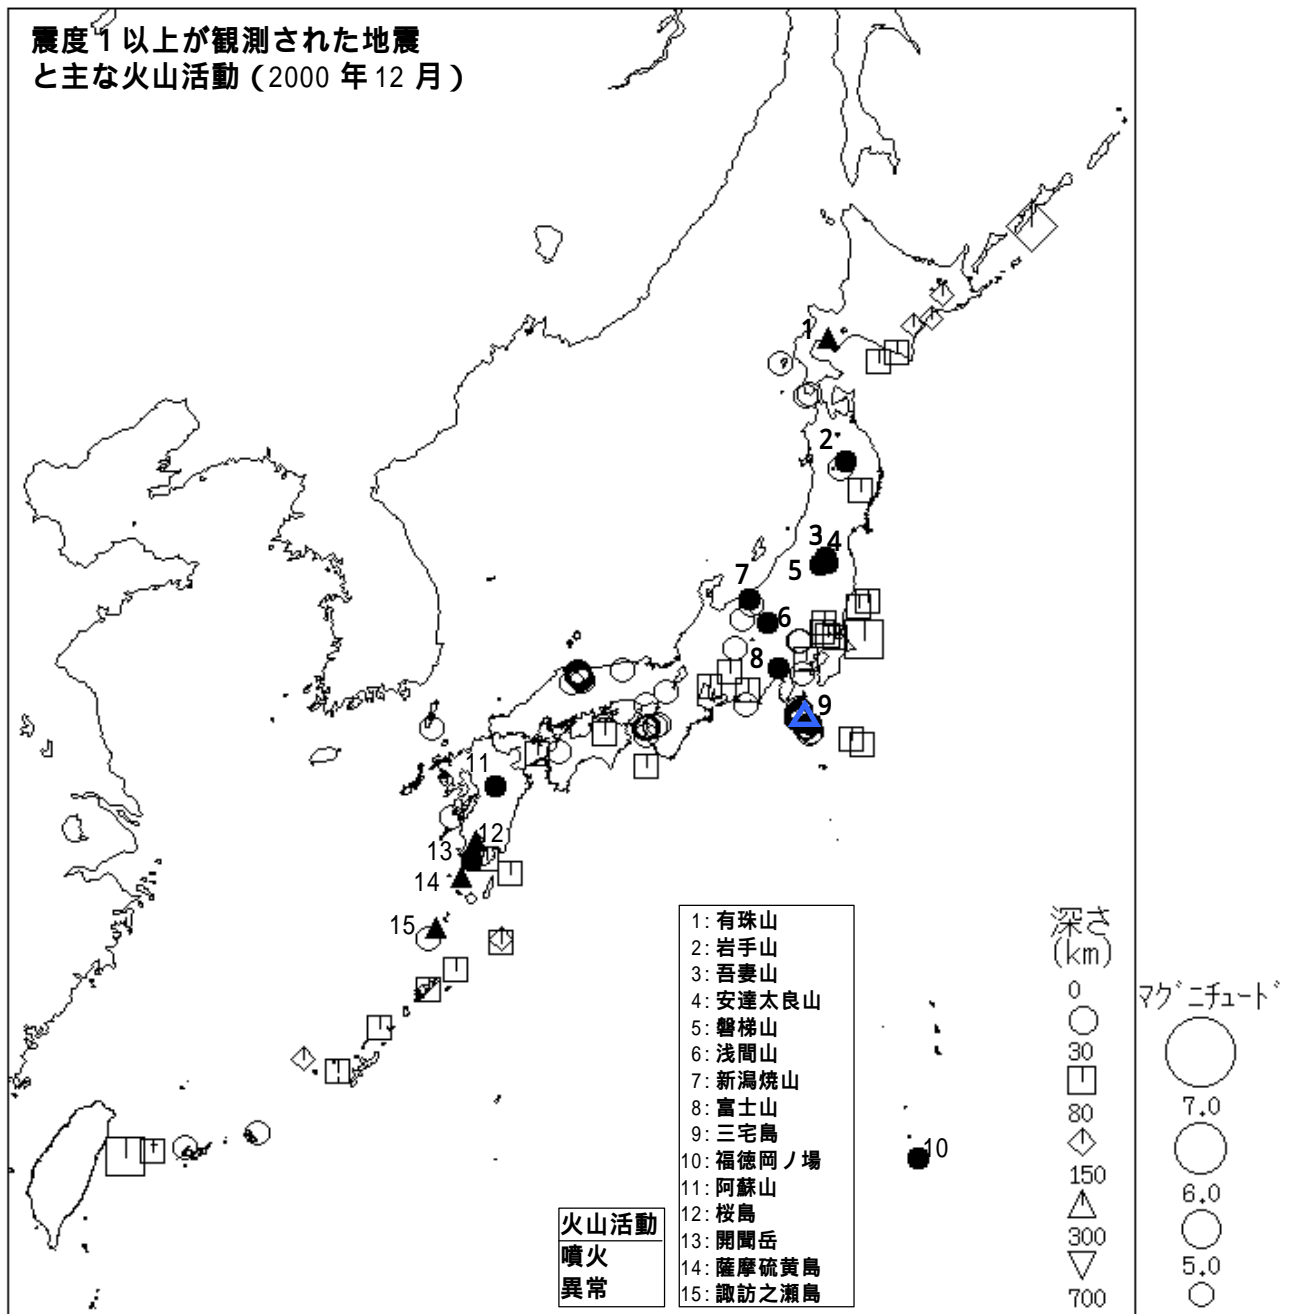 震度１以上が観測された地震
と主な火山活動（2000 年 12 月）
1
2
3
4
5
7
6
8
9
11
12
13
14
15
10
1: 有珠山
2: 岩手山
3: 吾妻山
4: 安達太良山
5: 磐梯山
6: 浅間山
7: 新潟焼山
8: 富士山
9: 三宅島
10: 福徳岡ノ場
11: 阿蘇山
12: 桜島
13: 開聞岳
14: 薩摩硫黄島
15: 諏訪之瀬島
火山活動
噴火
異常
深さ
(km)
0
30
80
150
300
700
マグニチュード
7.0
6.0
5.0